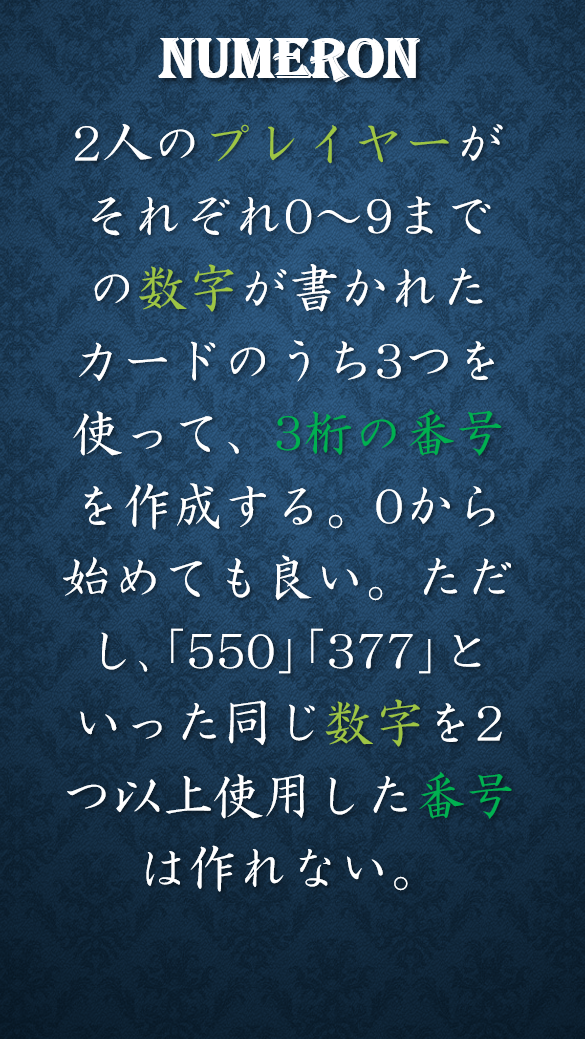 NUMERON
2人のプレイヤーが
それぞれ0～9まで
の数字が書かれた
カードのうち3つを
使って、3桁の番号
を作成する。0から
始めても良い。ただ
し、｢550｣｢377｣と
いった同じ数字を2
つ以上使用した番号
は作れない。